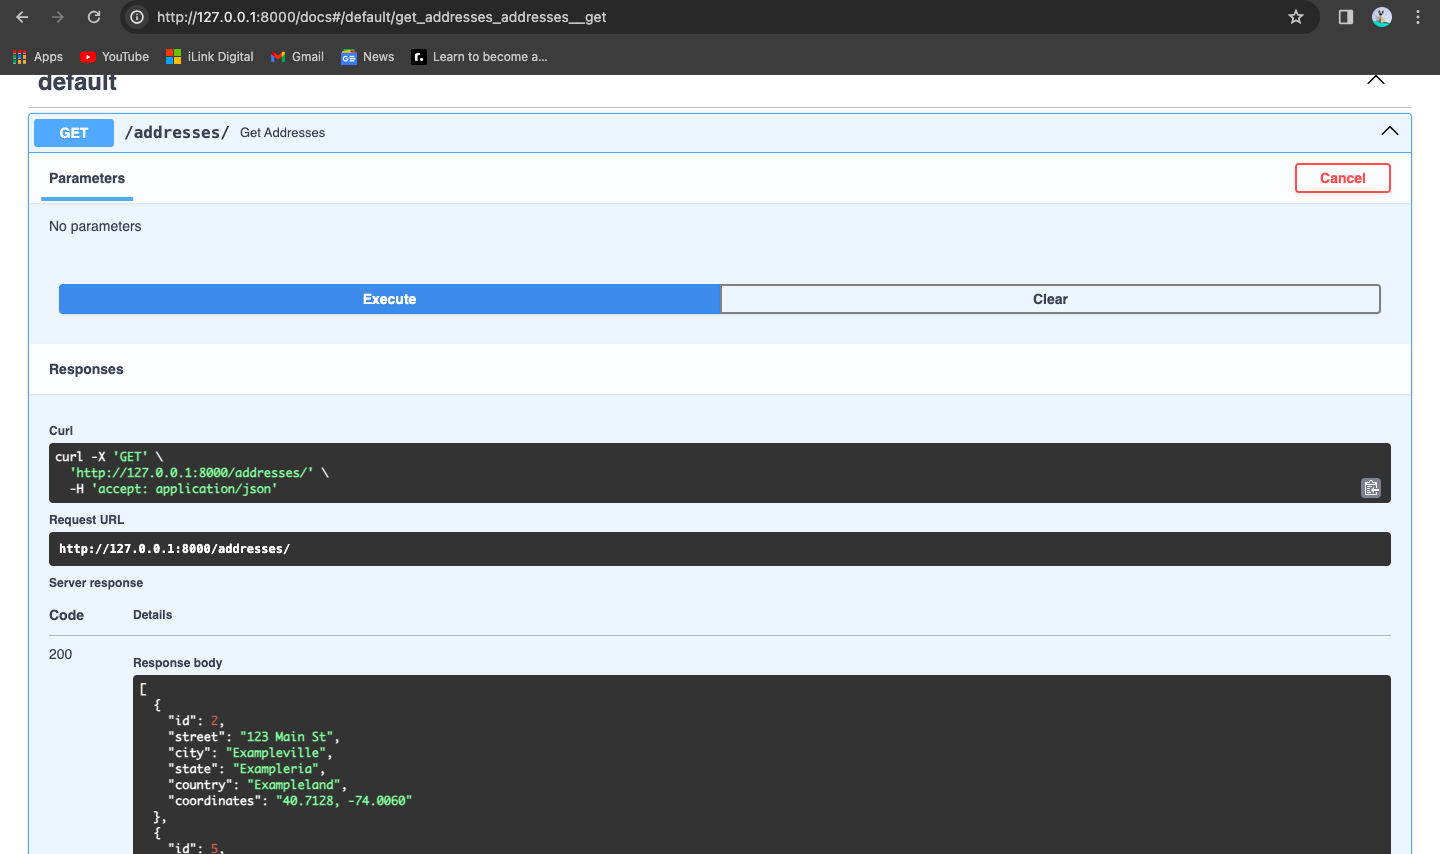 http://127.0.0.1:8000/docs#/default/get_addresses_addresses__get
Apps YouTube iLink Digital Gmail News Learn to become a...
default
GET /addresses/ Get Addresses
Parameters Cancel
No parameters
Execute Clear
Responses
Curl
curl -X 'GET' \
'http://127.0.0.1:8000/addresses/' \
-H 'accept: application/json'
Request URL
http://127.0.0.1:8000/addresses/
Server response
Code Details
200
Response body
[
{
"id": 2,
"street": "123 Main St",
"city": "Exampleville",
"state": "Exampleria",
"country": "Exampleland",
"coordinates": "40.7128, -74.0060"
},
{
"id": 5,